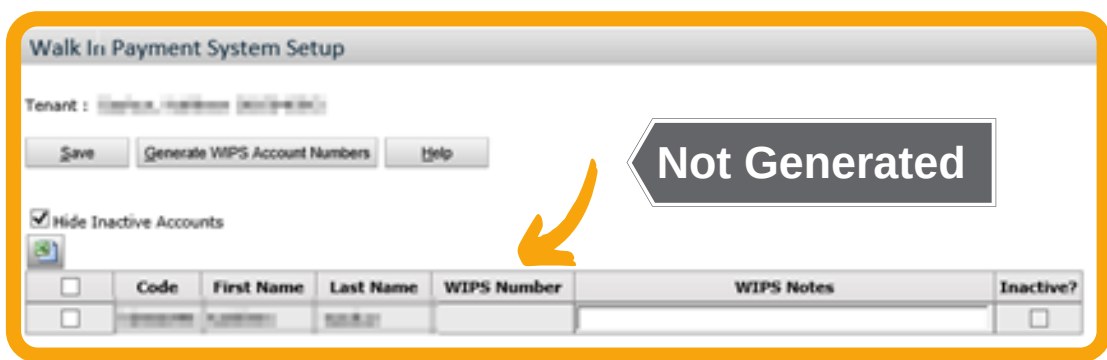 Walk In Payment System Setup
Tenant :
Save Generate WIPS Account Numbers Help
Not Generated
Hide Inactive Accounts
Code First Name Last Name WIPS Number WIPS Notes Inactive?